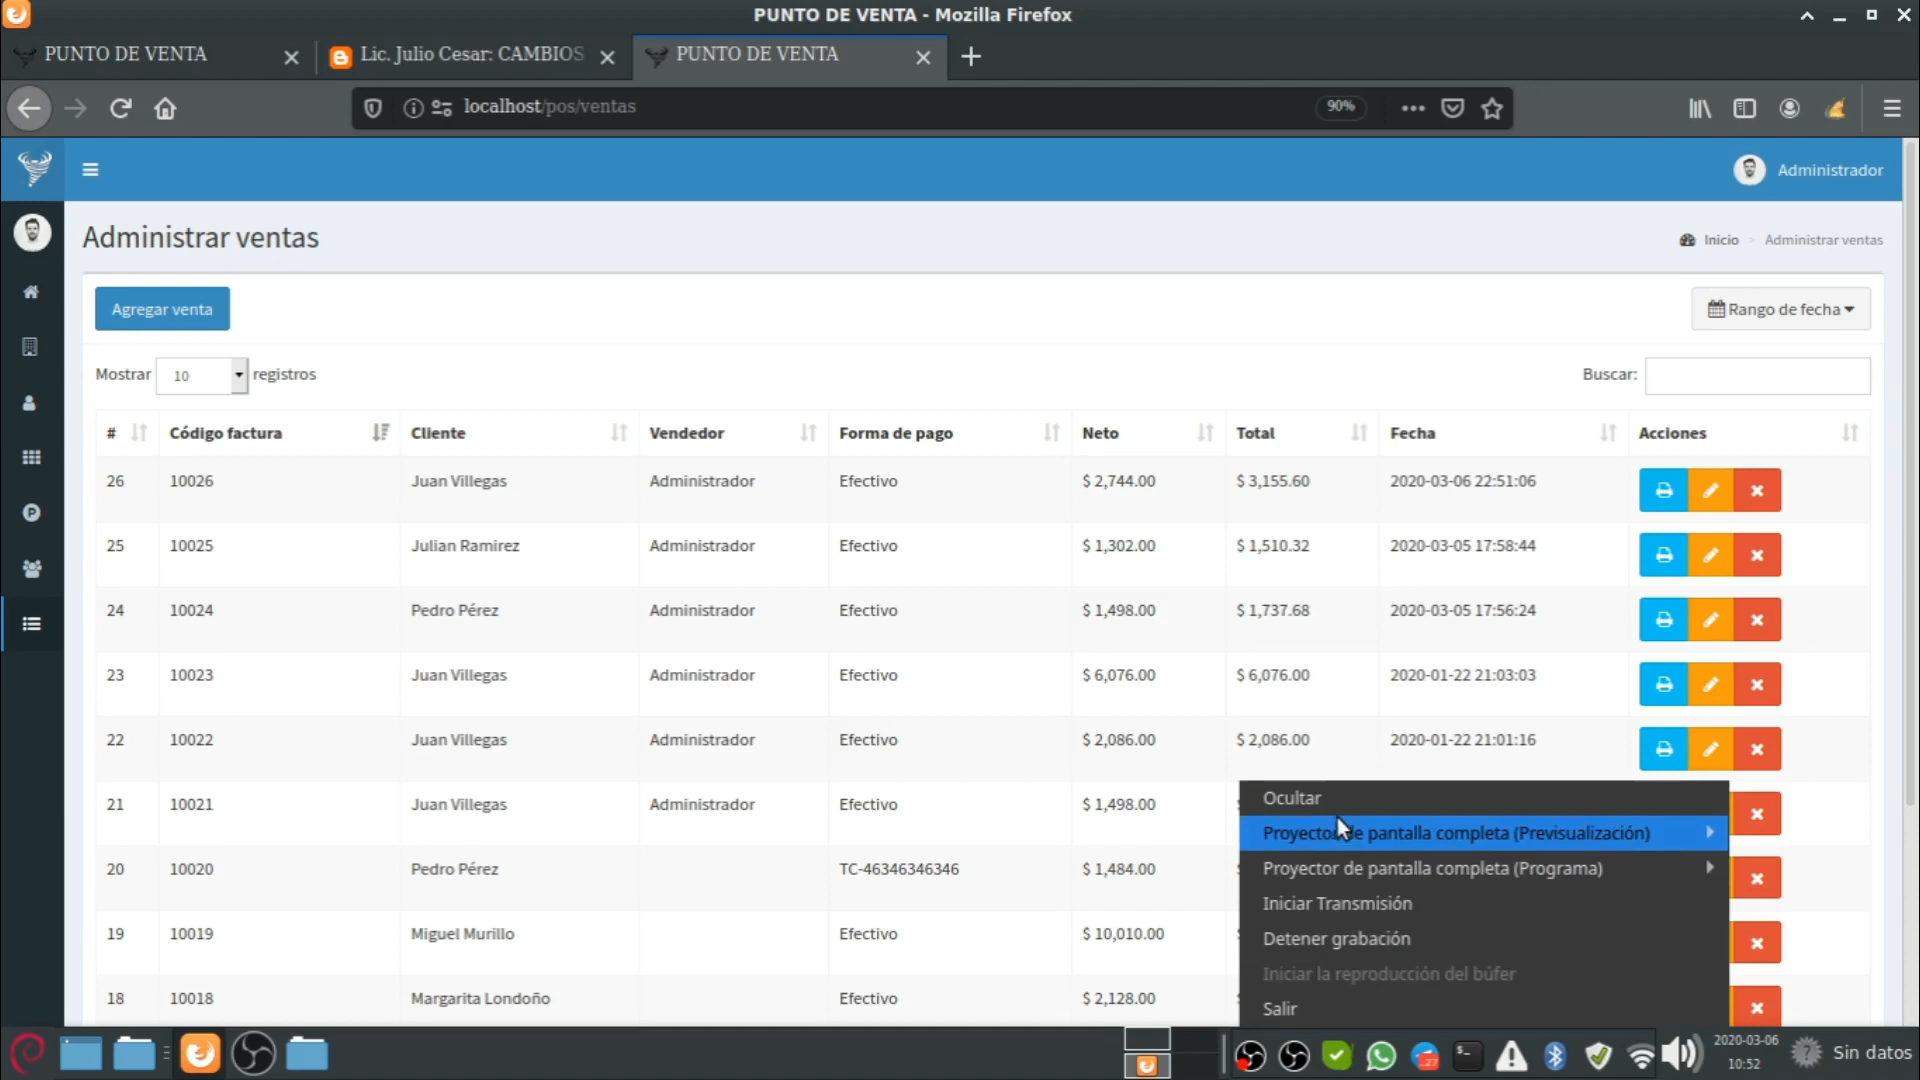 PUNTO DE VENTA - Mozilla Firefox
PUNTO DE VENTA
Lic. Julio Cesar: CAMBIOS
PUNTO DE VENTA
localhost/pos/ventas
90%
Administrador
Administrar ventas
Inicio > Administrar ventas
Agregar venta
Rango de fecha
Mostrar 10 registros
Buscar:
# Código factura Cliente Vendedor Forma de pago Neto Total Fecha Acciones
26 10026 Juan Villegas Administrador Efectivo $ 2,744.00 $ 3,155.60 2020-03-06 22:51:06
25 10025 Julian Ramirez Administrador Efectivo $ 1,302.00 $ 1,510.32 2020-03-05 17:58:44
24 10024 Pedro Pérez Administrador Efectivo $ 1,498.00 $ 1,737.68 2020-03-05 17:56:24
23 10023 Juan Villegas Administrador Efectivo $ 6,076.00 $ 6,076.00 2020-01-22 21:03:03
22 10022 Juan Villegas Administrador Efectivo $ 2,086.00 $ 2,086.00 2020-01-22 21:01:16
21 10021 Juan Villegas Administrador Efectivo $ 1,498.00
20 10020 Pedro Pérez TC-46346346346 $ 1,484.00
19 10019 Miguel Murillo Efectivo $ 10,010.00
18 10018 Margarita Londoño Efectivo $ 2,128.00
Ocultar
Proyector de pantalla completa (Previsualización)
Proyector de pantalla completa (Programa)
Iniciar Transmisión
Detener grabación
Iniciar la reproducción del búfer
Salir
27
2020-03-06
10:52
Sin datos